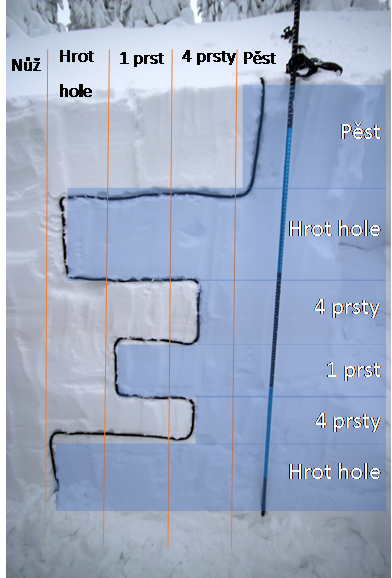 Nůž
Hrot
hole
1 prst
4 prsty
Pěst
Pěst
Hrot hole
4 prsty
1 prst
4 prsty
Hrot hole